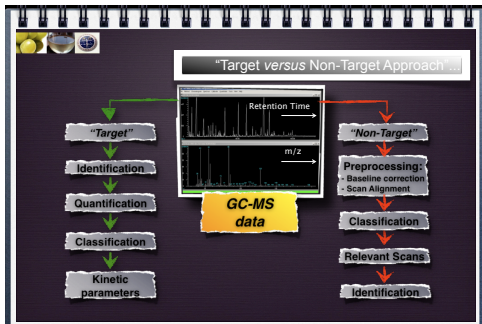 "Target versus Non-Target Approach"...
Retention Time
m/z
GC-MS
data
"Target"
Identification
Quantification
Classification
Kinetic
parameters
"Non-Target"
Preprocessing:
- Baseline correction
- Scan Alignment
Classification
Relevant Scans
Identification